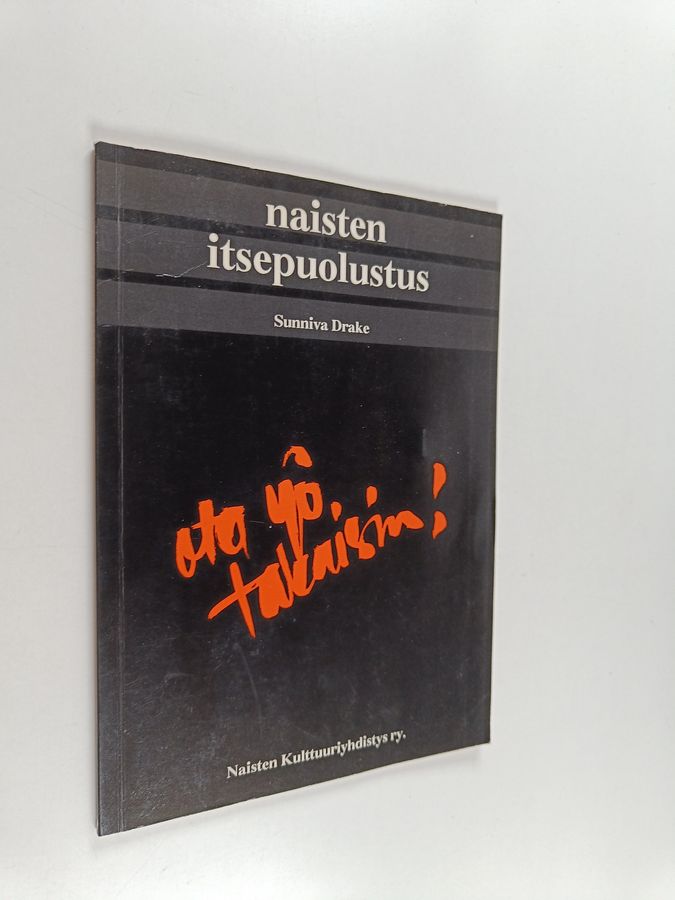 naisten
itsepuolustus
Sunniva Drake
ota yö
takaisin!
Naisten Kulttuuriyhdistys ry.